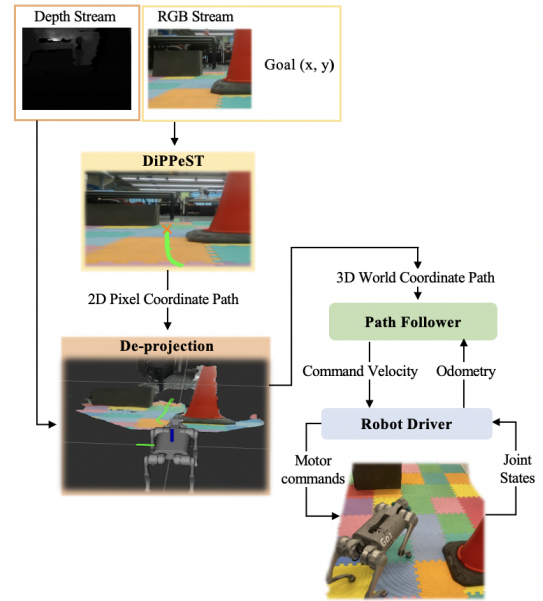 Depth Stream
RGB Stream
Goal (x, y)
DiPPeST
2D Pixel Coordinate Path
3D World Coordinate Path
De-projection
Path Follower
Command Velocity
Odometry
Robot Driver
Motor
commands
Joint
States
Go1